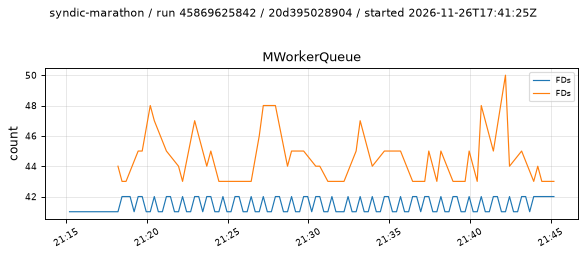 syndic-marathon / run 45869625842 / 20d395028904 / started 2026-11-26T17:41:25Z
MWorkerQueue
FDs
FDs
count
50
48
46
44
42
21:15
21:20
21:25
21:30
21:35
21:40
21:45